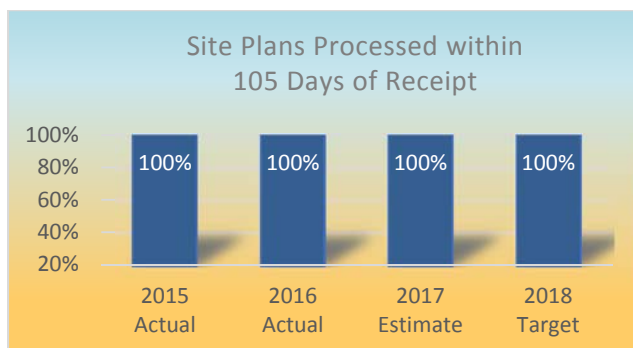 Site Plans Processed within
105 Days of Receipt
100%
80%
60%
40%
20%
100% 100% 100% 100%
2015 2016 2017 2018
Actual Actual Estimate Target